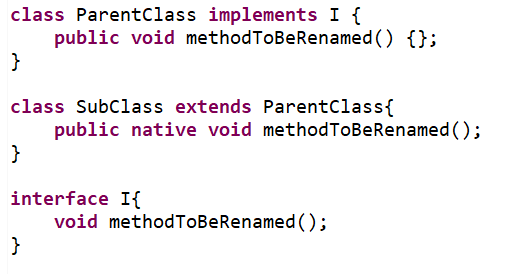 class ParentClass implements I {
    public void methodToBeRenamed() {};
}

class SubClass extends ParentClass{
    public native void methodToBeRenamed();
}

interface I{
    void methodToBeRenamed();
}